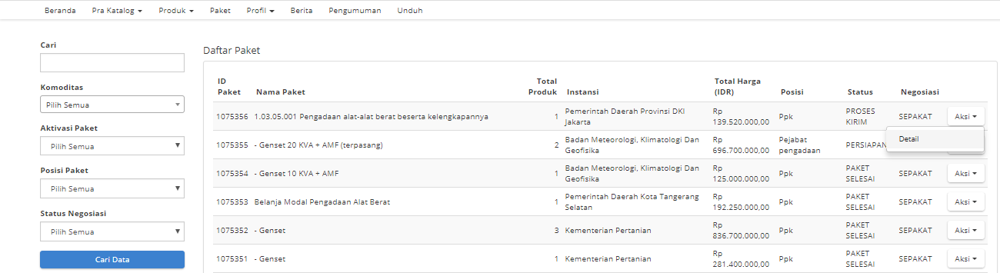 Beranda Pra Katalog Produk Paket Profil Berita Pengumuman Unduh
Cari
Komoditas
Pilih Semua
Aktivasi Paket
Pilih Semua
Posisi Paket
Pilih Semua
Status Negosiasi
Pilih Semua
Cari Data
Daftar Paket
ID Paket Nama Paket Total Produk Instansi Total Harga (IDR) Posisi Status Negosiasi
1075356 1.03.05.001 Pengadaan alat-alat berat beserta kelengkapannya 1 Pemerintah Daerah Provinsi DKI Jakarta Rp 139.520.000,00 Ppk PROSES KIRIM SEPAKAT Aksi
Detail
1075355 - Genset 20 KVA + AMF (terpasang) 2 Badan Meteorologi, Klimatologi Dan Geofisika Rp 696.700.000,00 Pejabat pengadaan PERSIAPAN
1075354 - Genset 10 KVA + AMF 1 Badan Meteorologi, Klimatologi Dan Geofisika Rp 125.000.000,00 Ppk PAKET SELESAI SEPAKAT Aksi
1075353 Belanja Modal Pengadaan Alat Berat 1 Pemerintah Daerah Kota Tangerang Selatan Rp 192.250.000,00 Ppk PAKET SELESAI SEPAKAT Aksi
1075352 - Genset 3 Kementerian Pertanian Rp 836.700.000,00 Ppk PAKET SELESAI SEPAKAT Aksi
1075351 - Genset 1 Kementerian Pertanian Rp 281.400.000,00 Ppk PAKET SELESAI SEPAKAT Aksi